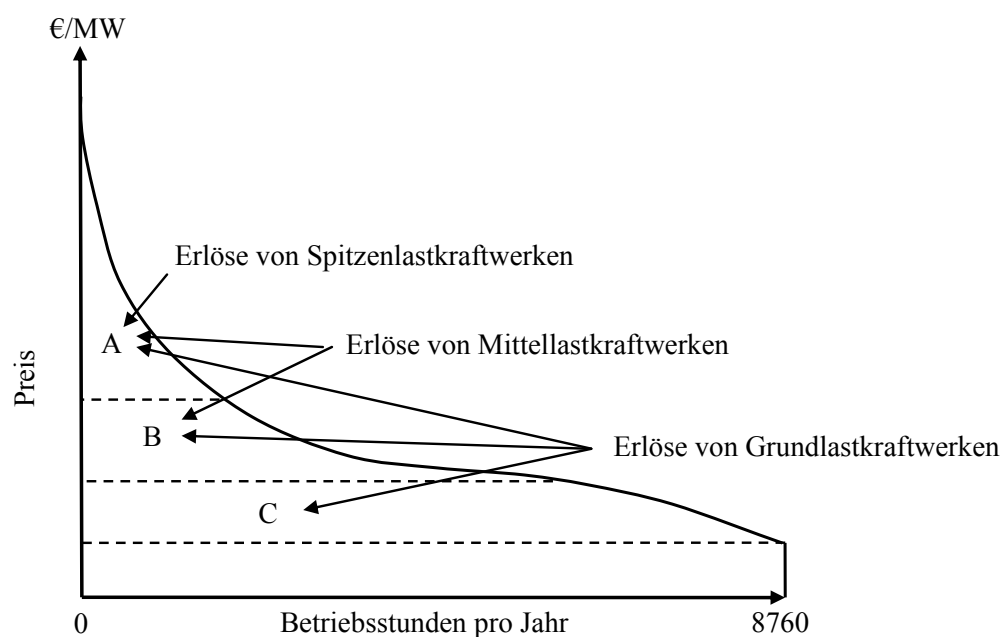 €/MW
Erlöse von Spitzenlastkraftwerken
A
Erlöse von Mittellastkraftwerken
Preis
B
Erlöse von Grundlastkraftwerken
C
0
Betriebsstunden pro Jahr
8760